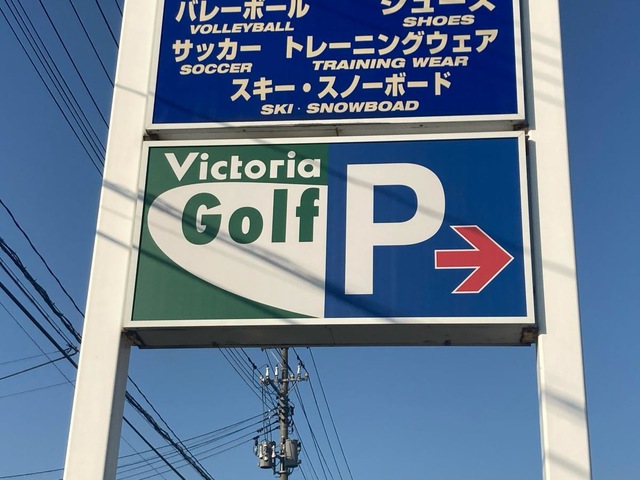 バレーボール シューズ
VOLLEYBALL SHOES
サッカー トレーニングウェア
SOCCER TRAINING WEAR
スキー・スノーボード
SKI · SNOWBOAD
Victoria
Golf
P